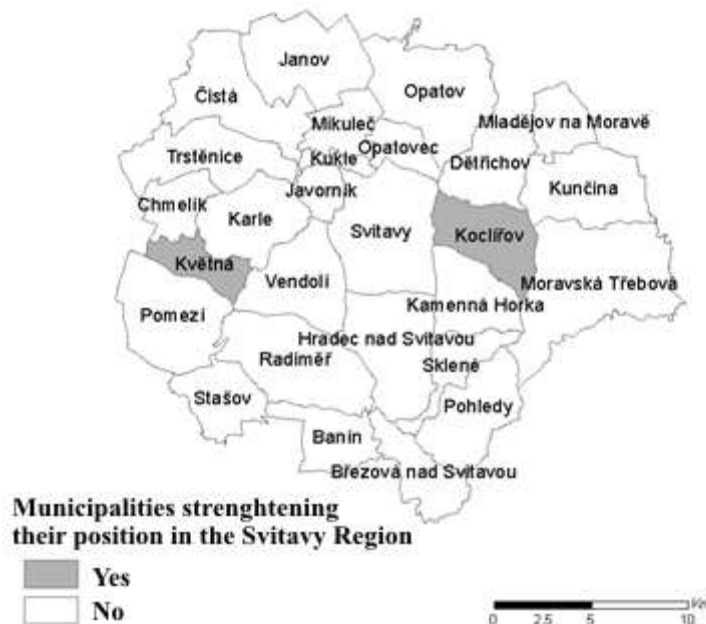 Janov
Čistá
Opatov
Mikuleč
Mladějov na Moravě
Opatovec
Trstěnice
Kukle
Dětřichov
Javorník
Kunčina
Chmelík
Karle
Svitavy
Koclířov
Květná
Vendolí
Moravská Třebová
Kamenná Horka
Pomezí
Hradec nad Svitavou
Radiměř
Sklené
Stašov
Pohledy
Banín
Březová nad Svitavou
Municipalities strenghtening
their position in the Svitavy Region
Yes
No
0 2.5 5 10